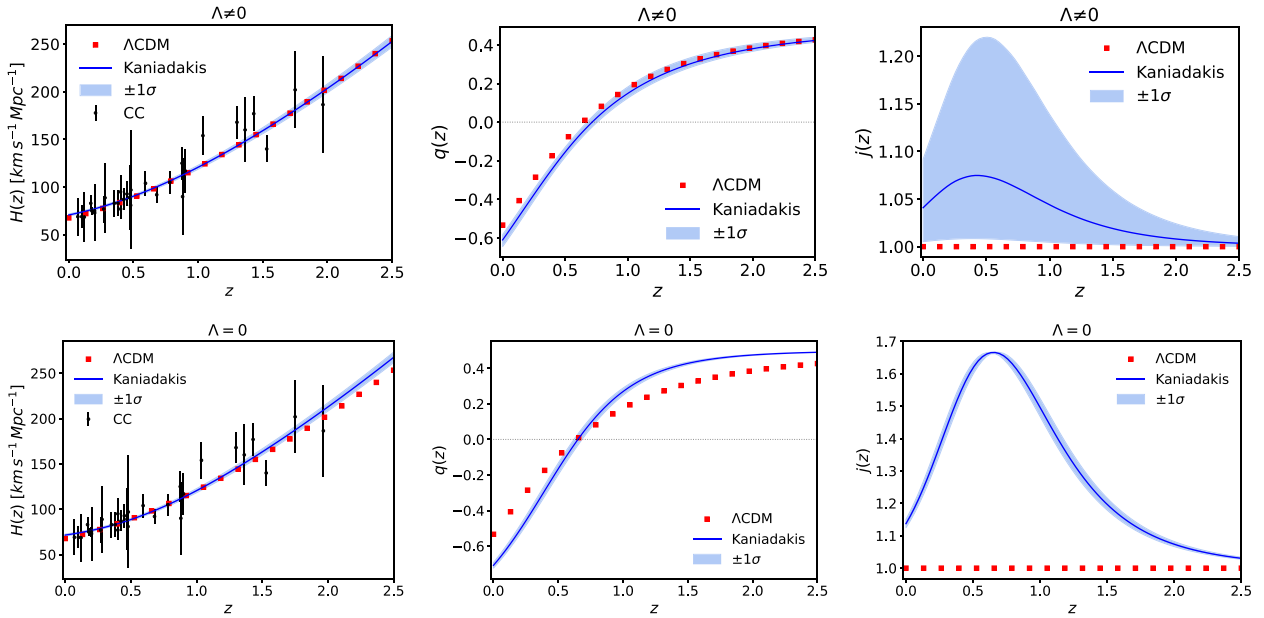 Λ≠0
H(z) [km s⁻¹ Mpc⁻¹]
250
200
150
100
50
ΛCDM
Kaniadakis
±1σ
CC
0.0 0.5 1.0 1.5 2.0 2.5
z
Λ≠0
q(z)
0.4
0.2
0.0
−0.2
−0.4
−0.6
ΛCDM
Kaniadakis
±1σ
0.0 0.5 1.0 1.5 2.0 2.5
z
Λ≠0
j(z)
1.20
1.15
1.10
1.05
1.00
ΛCDM
Kaniadakis
±1σ
0.0 0.5 1.0 1.5 2.0 2.5
z
Λ = 0
H(z) [km s⁻¹ Mpc⁻¹]
250
200
150
100
50
ΛCDM
Kaniadakis
±1σ
CC
0.0 0.5 1.0 1.5 2.0 2.5
z
Λ = 0
q(z)
0.4
0.2
0.0
−0.2
−0.4
−0.6
ΛCDM
Kaniadakis
±1σ
0.0 0.5 1.0 1.5 2.0 2.5
z
Λ = 0
j(z)
1.7
1.6
1.5
1.4
1.3
1.2
1.1
1.0
ΛCDM
Kaniadakis
±1σ
0.0 0.5 1.0 1.5 2.0 2.5
z